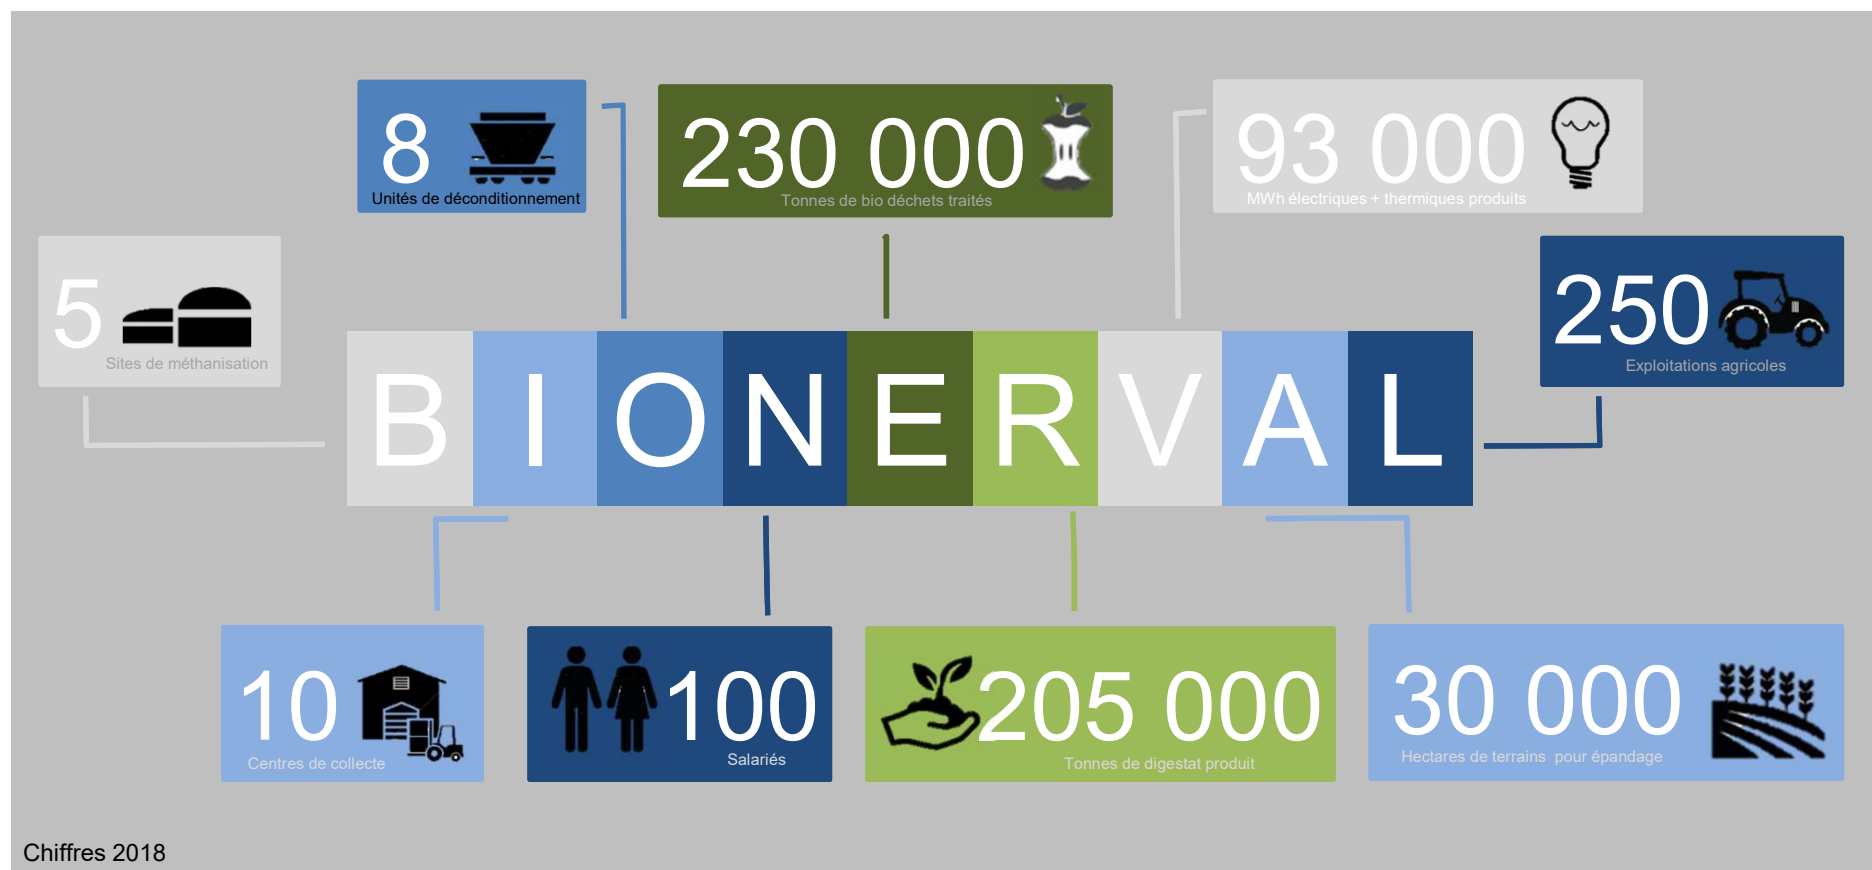 8
Unités de déconditionnement
230 000
Tonnes de bio déchets traités
93 000
MWh électriques + thermiques produits
5
Sites de méthanisation
250
Exploitations agricoles
BIONERVAL
10
Centres de collecte
100
Salariés
205 000
Tonnes de digestat produit
30 000
Hectares de terrains  pour épandage
Chiffres 2018